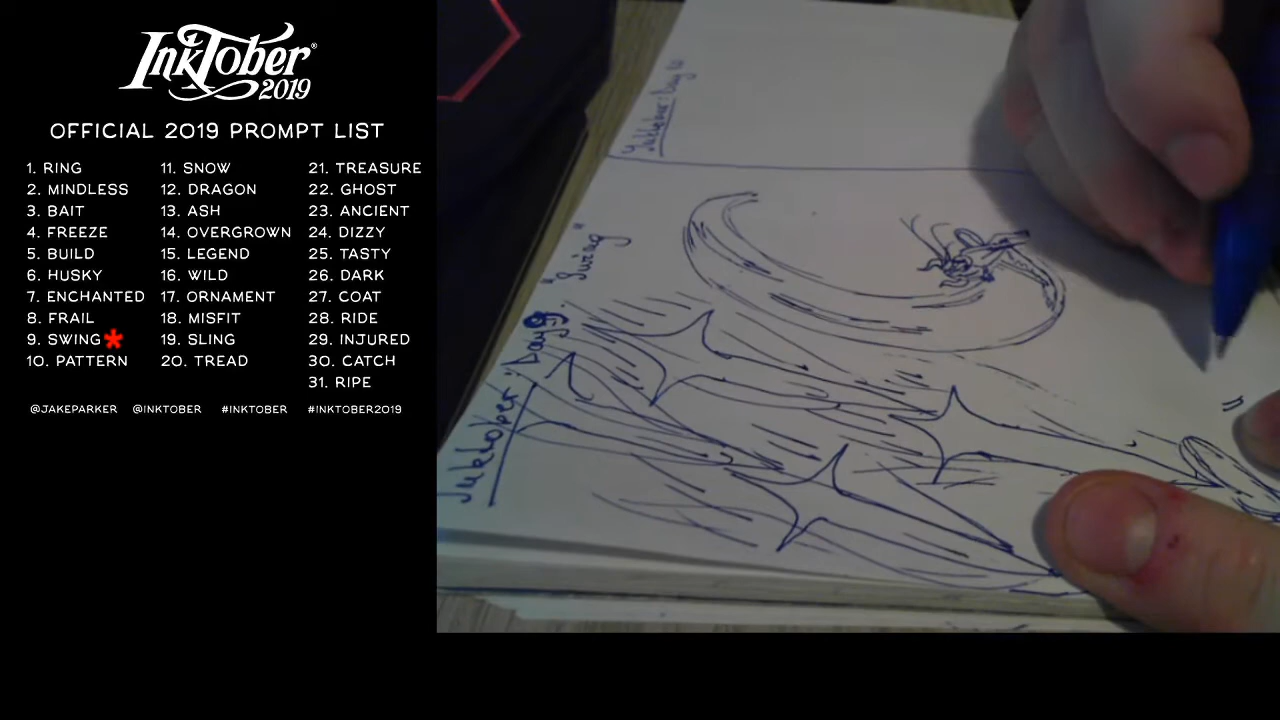 InkTober®
2019
OFFICIAL 2019 PROMPT LIST
1. RING
2. MINDLESS
3. BAIT
4. FREEZE
5. BUILD
6. HUSKY
7. ENCHANTED
8. FRAIL
9. SWING*
10. PATTERN
11. SNOW
12. DRAGON
13. ASH
14. OVERGROWN
15. LEGEND
16. WILD
17. ORNAMENT
18. MISFIT
19. SLING
20. TREAD
21. TREASURE
22. GHOST
23. ANCIENT
24. DIZZY
25. TASTY
26. DARK
27. COAT
28. RIDE
29. INJURED
30. CATCH
31. RIPE
@JAKEPARKER @INKTOBER #INKTOBER #INKTOBER2019
Inktober: Day 9. "Swing"
Inktober: Day 10